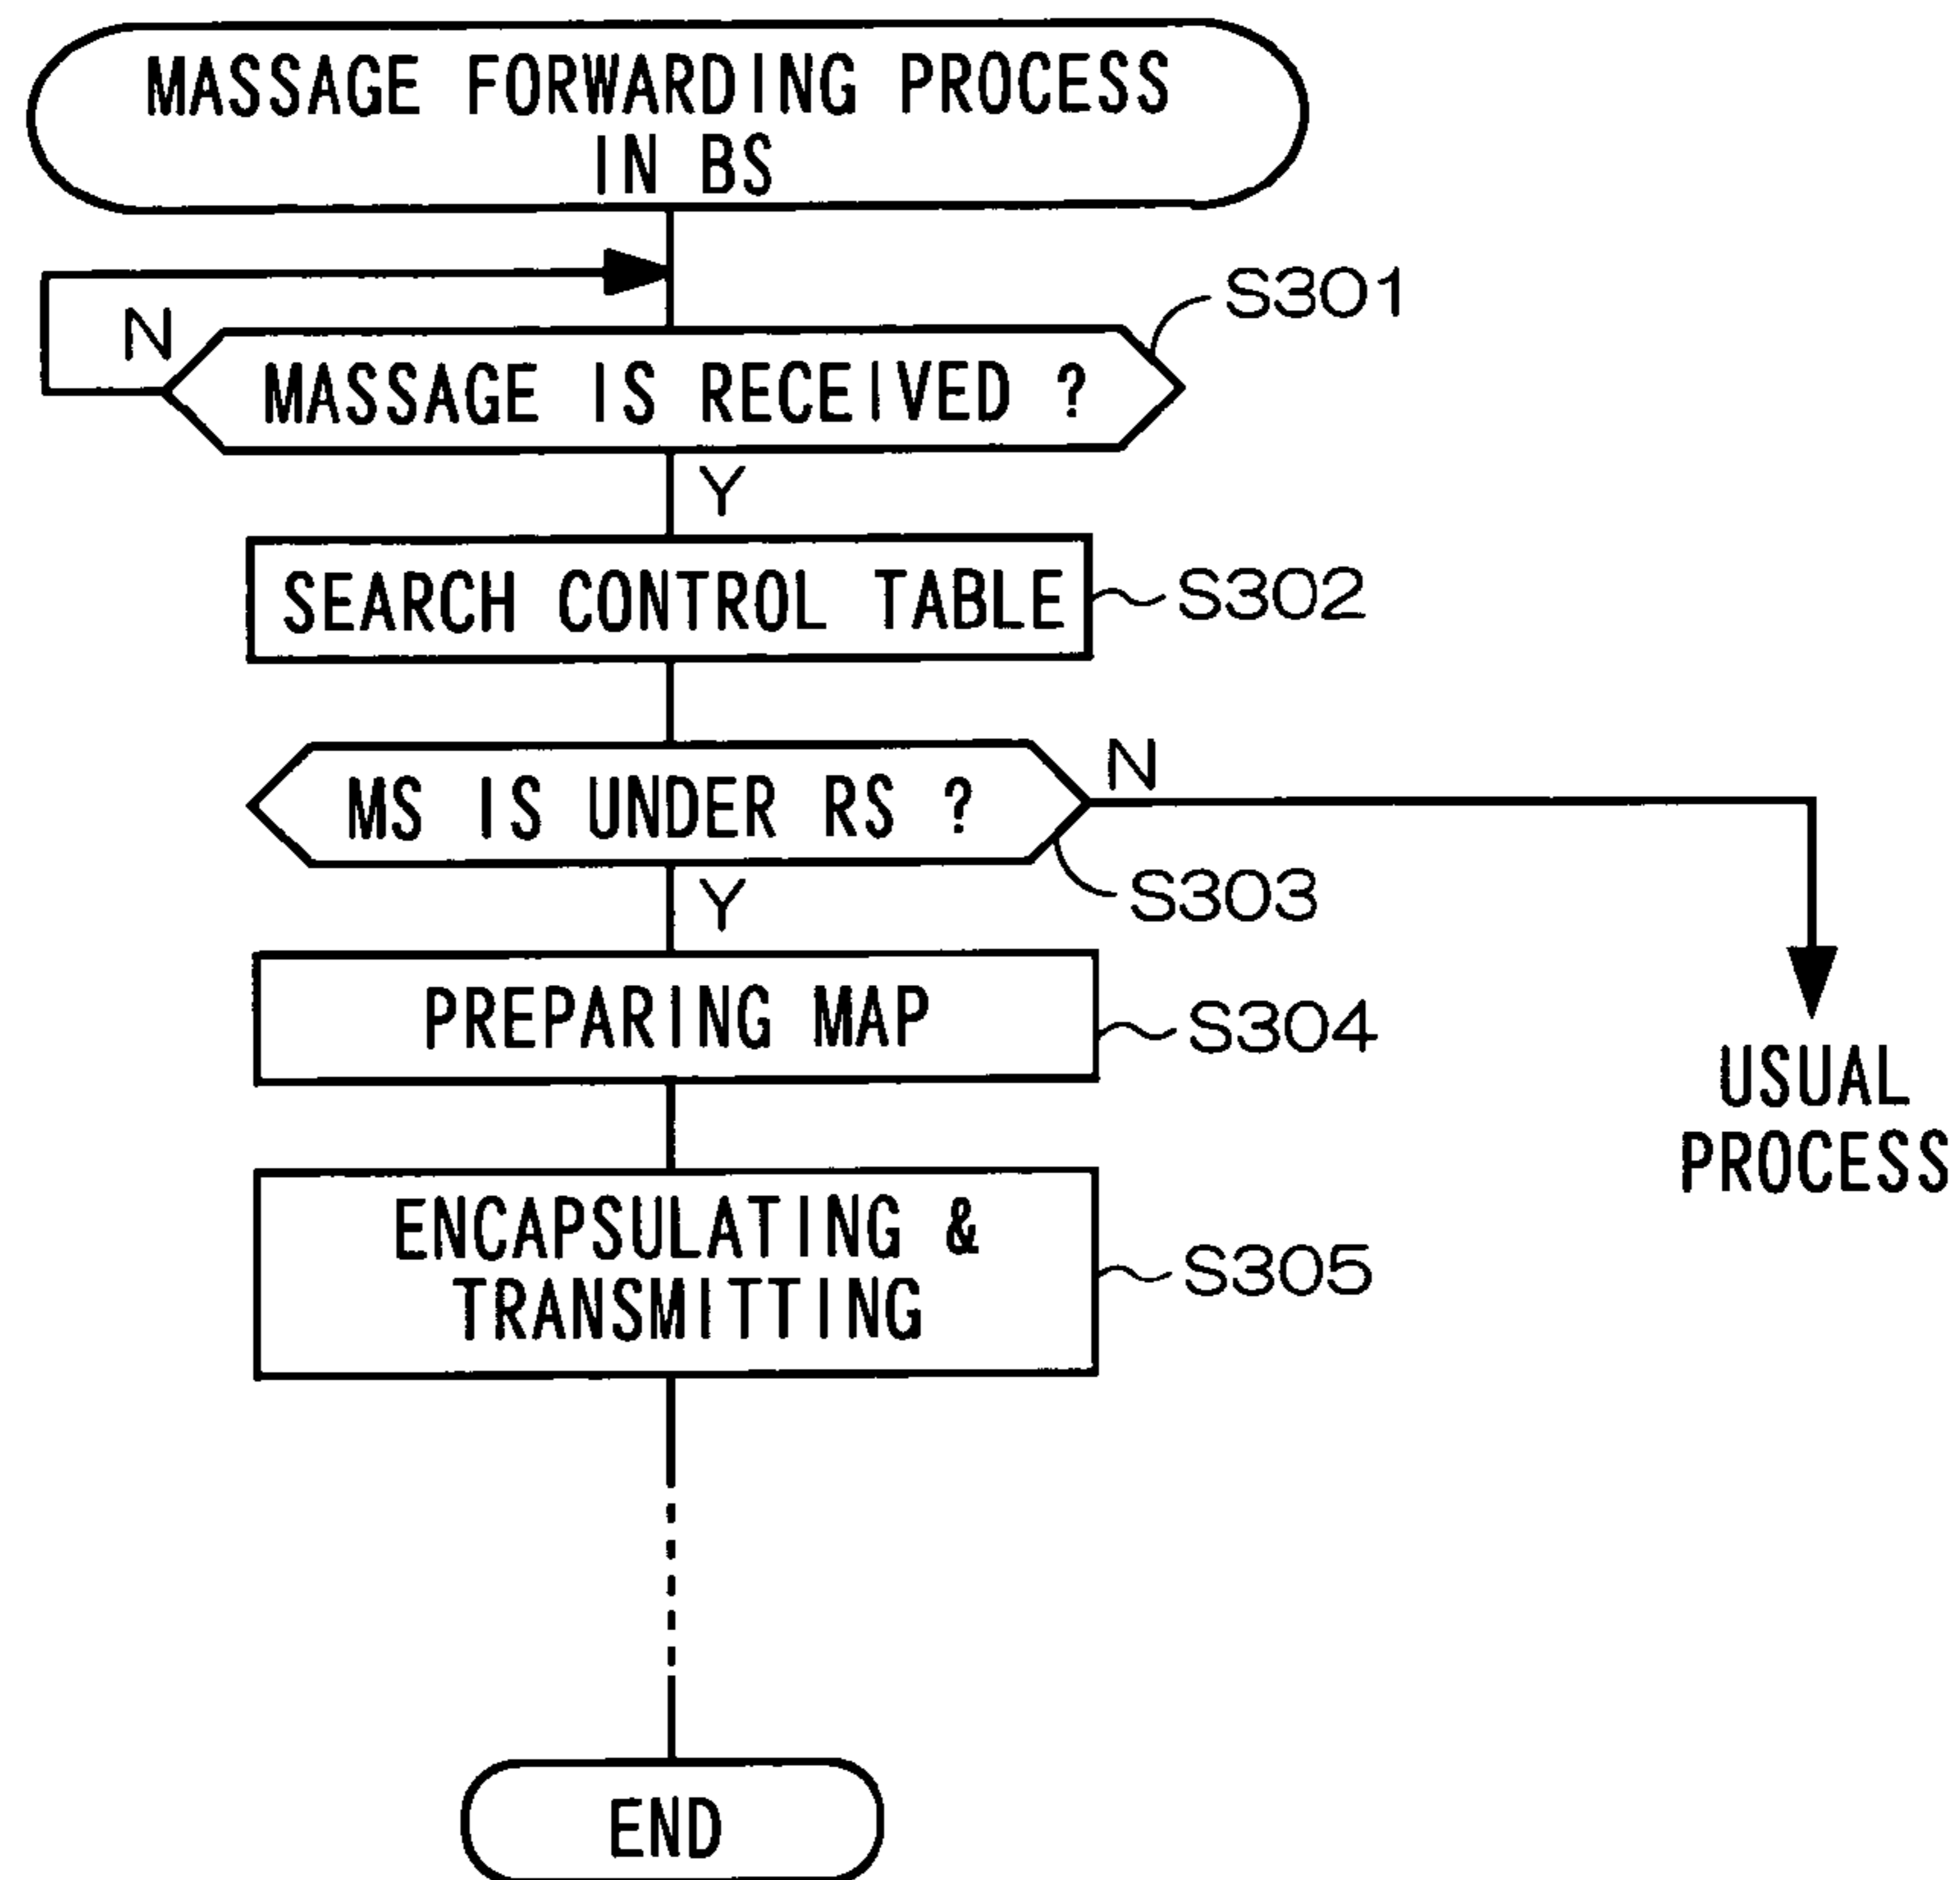 MASSAGE FORWARDING PROCESS
IN BS
N
S301
MASSAGE IS RECEIVED ?
Y
SEARCH CONTROL TABLE
S302
MS IS UNDER RS ?
N
S303
Y
PREPARING MAP
S304
USUAL
PROCESS
ENCAPSULATING &
TRANSMITTING
S305
END